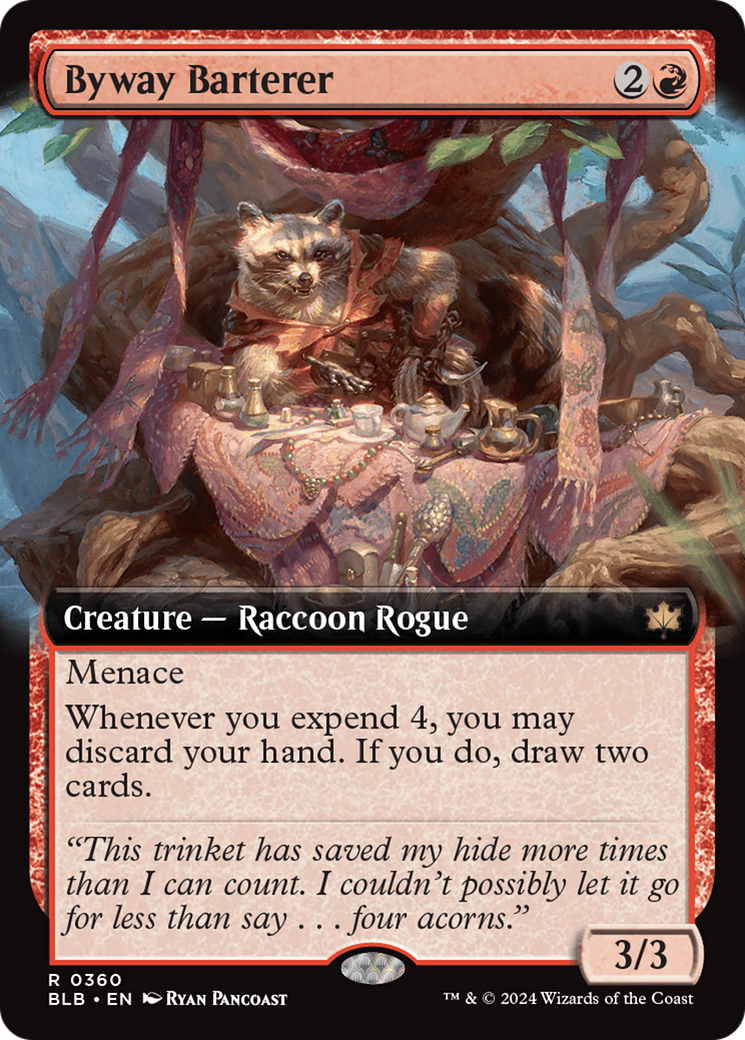 Byway Barterer 2
Creature — Raccoon Rogue
Menace
Whenever you expend 4, you may
discard your hand. If you do, draw two
cards.
“This trinket has saved my hide more times
than I can count. I couldn’t possibly let it go
for less than say . . . four acorns.”
3/3
R 0360
BLB • EN Ryan Pancoast
™ & © 2024 Wizards of the Coast